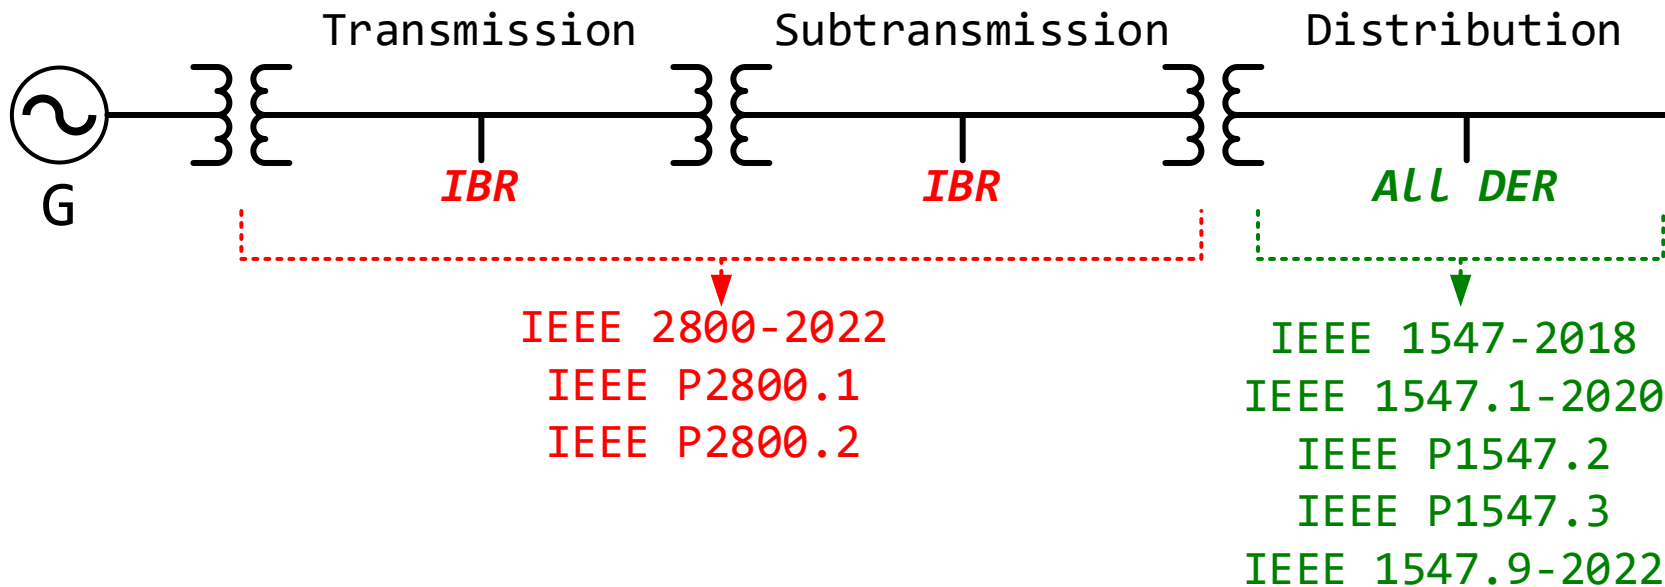 Transmission
Subtransmission
Distribution
G
IBR
IBR
All DER
IEEE 2800-2022
IEEE P2800.1
IEEE P2800.2
IEEE 1547-2018
IEEE 1547.1-2020
IEEE P1547.2
IEEE P1547.3
IEEE 1547.9-2022